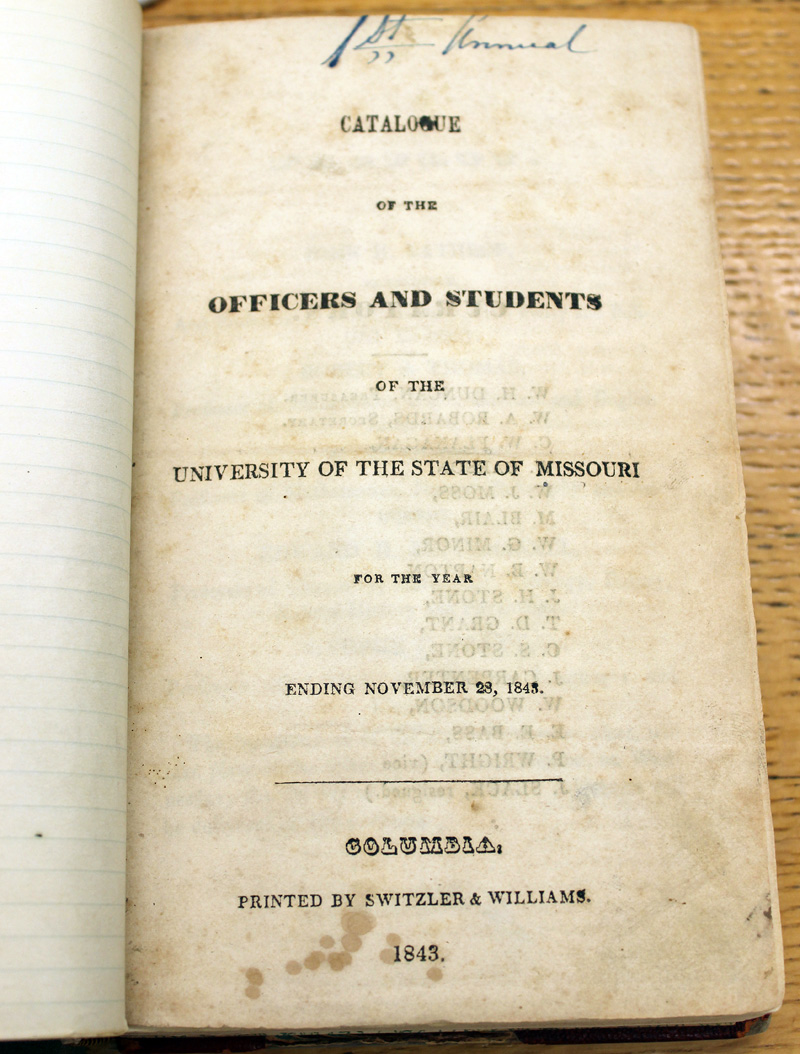 1st Annual
CATALOGUE
OF THE
OFFICERS AND STUDENTS
OF THE
UNIVERSITY OF THE STATE OF MISSOURI
FOR THE YEAR
ENDING NOVEMBER 28, 1843.
COLUMBIA,
PRINTED BY SWITZLER & WILLIAMS.
1843.